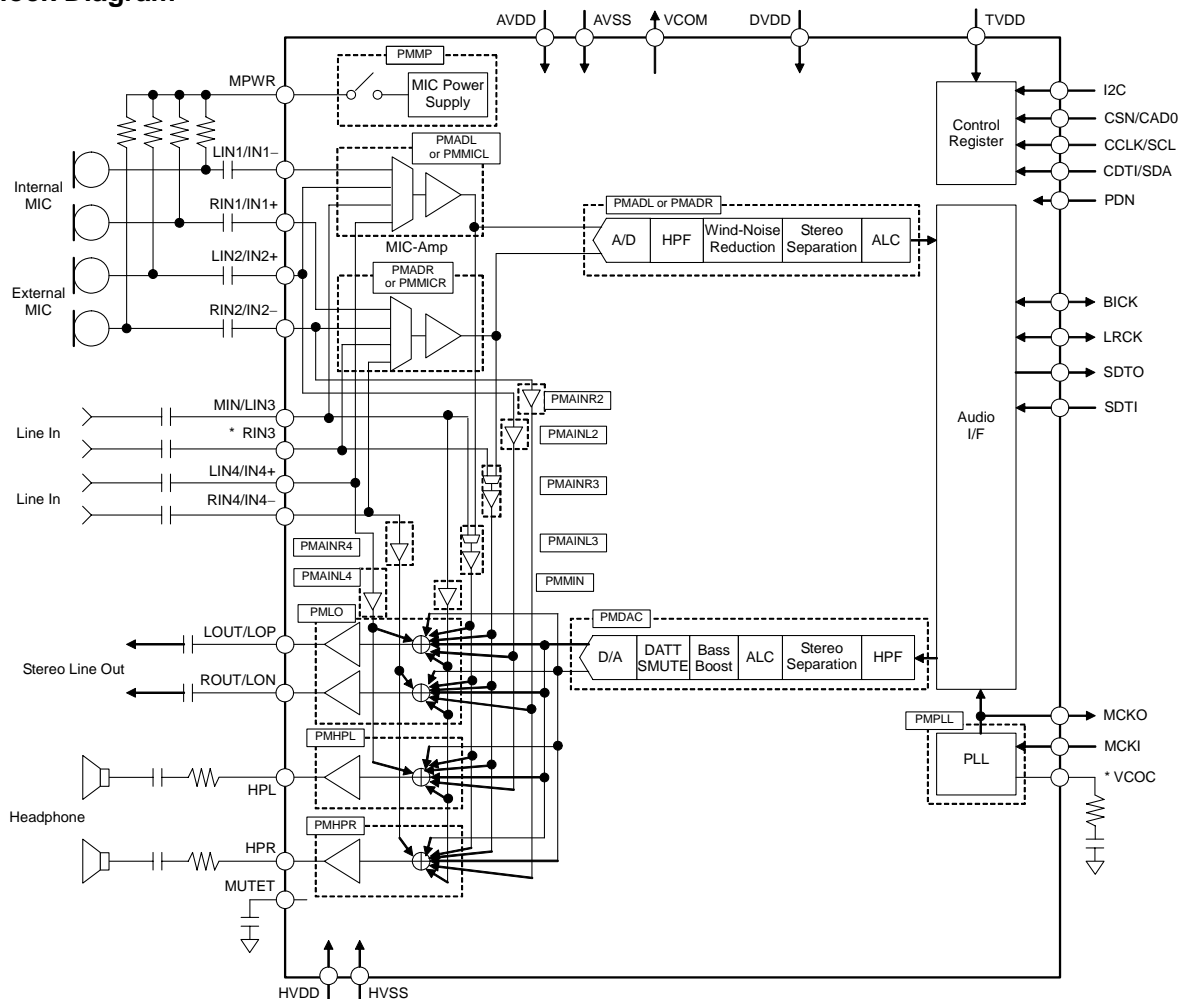 AVDD AVSS VCOM DVDD TVDD
PMMP
MPWR
MIC Power
Supply
I2C
CSN/CAD0
Control
Register
CCLK/SCL
CDTI/SDA
PDN
PMADL
or PMMICL
LIN1/IN1−
Internal
MIC
RIN1/IN1+
MIC-Amp
PMADL or PMADR
A/D
HPF
Wind-Noise
Reduction
Stereo
Separation
ALC
LIN2/IN2+
PMADR
or PMMICR
External
MIC
RIN2/IN2−
BICK
LRCK
SDTO
SDTI
Audio
I/F
MIN/LIN3
Line In
* RIN3
LIN4/IN4+
Line In
RIN4/IN4−
PMAINR2
PMAINL2
PMAINR3
PMAINL3
PMMIN
PMAINR4
PMAINL4
PMLO
LOUT/LOP
Stereo Line Out
ROUT/LON
PMDAC
D/A
DATT
SMUTE
Bass
Boost
ALC
Stereo
Separation
HPF
PMHPL
HPL
Headphone
PMHPR
HPR
MUTET
PMPLL
PLL
MCKO
MCKI
* VCOC
HVDD HVSS